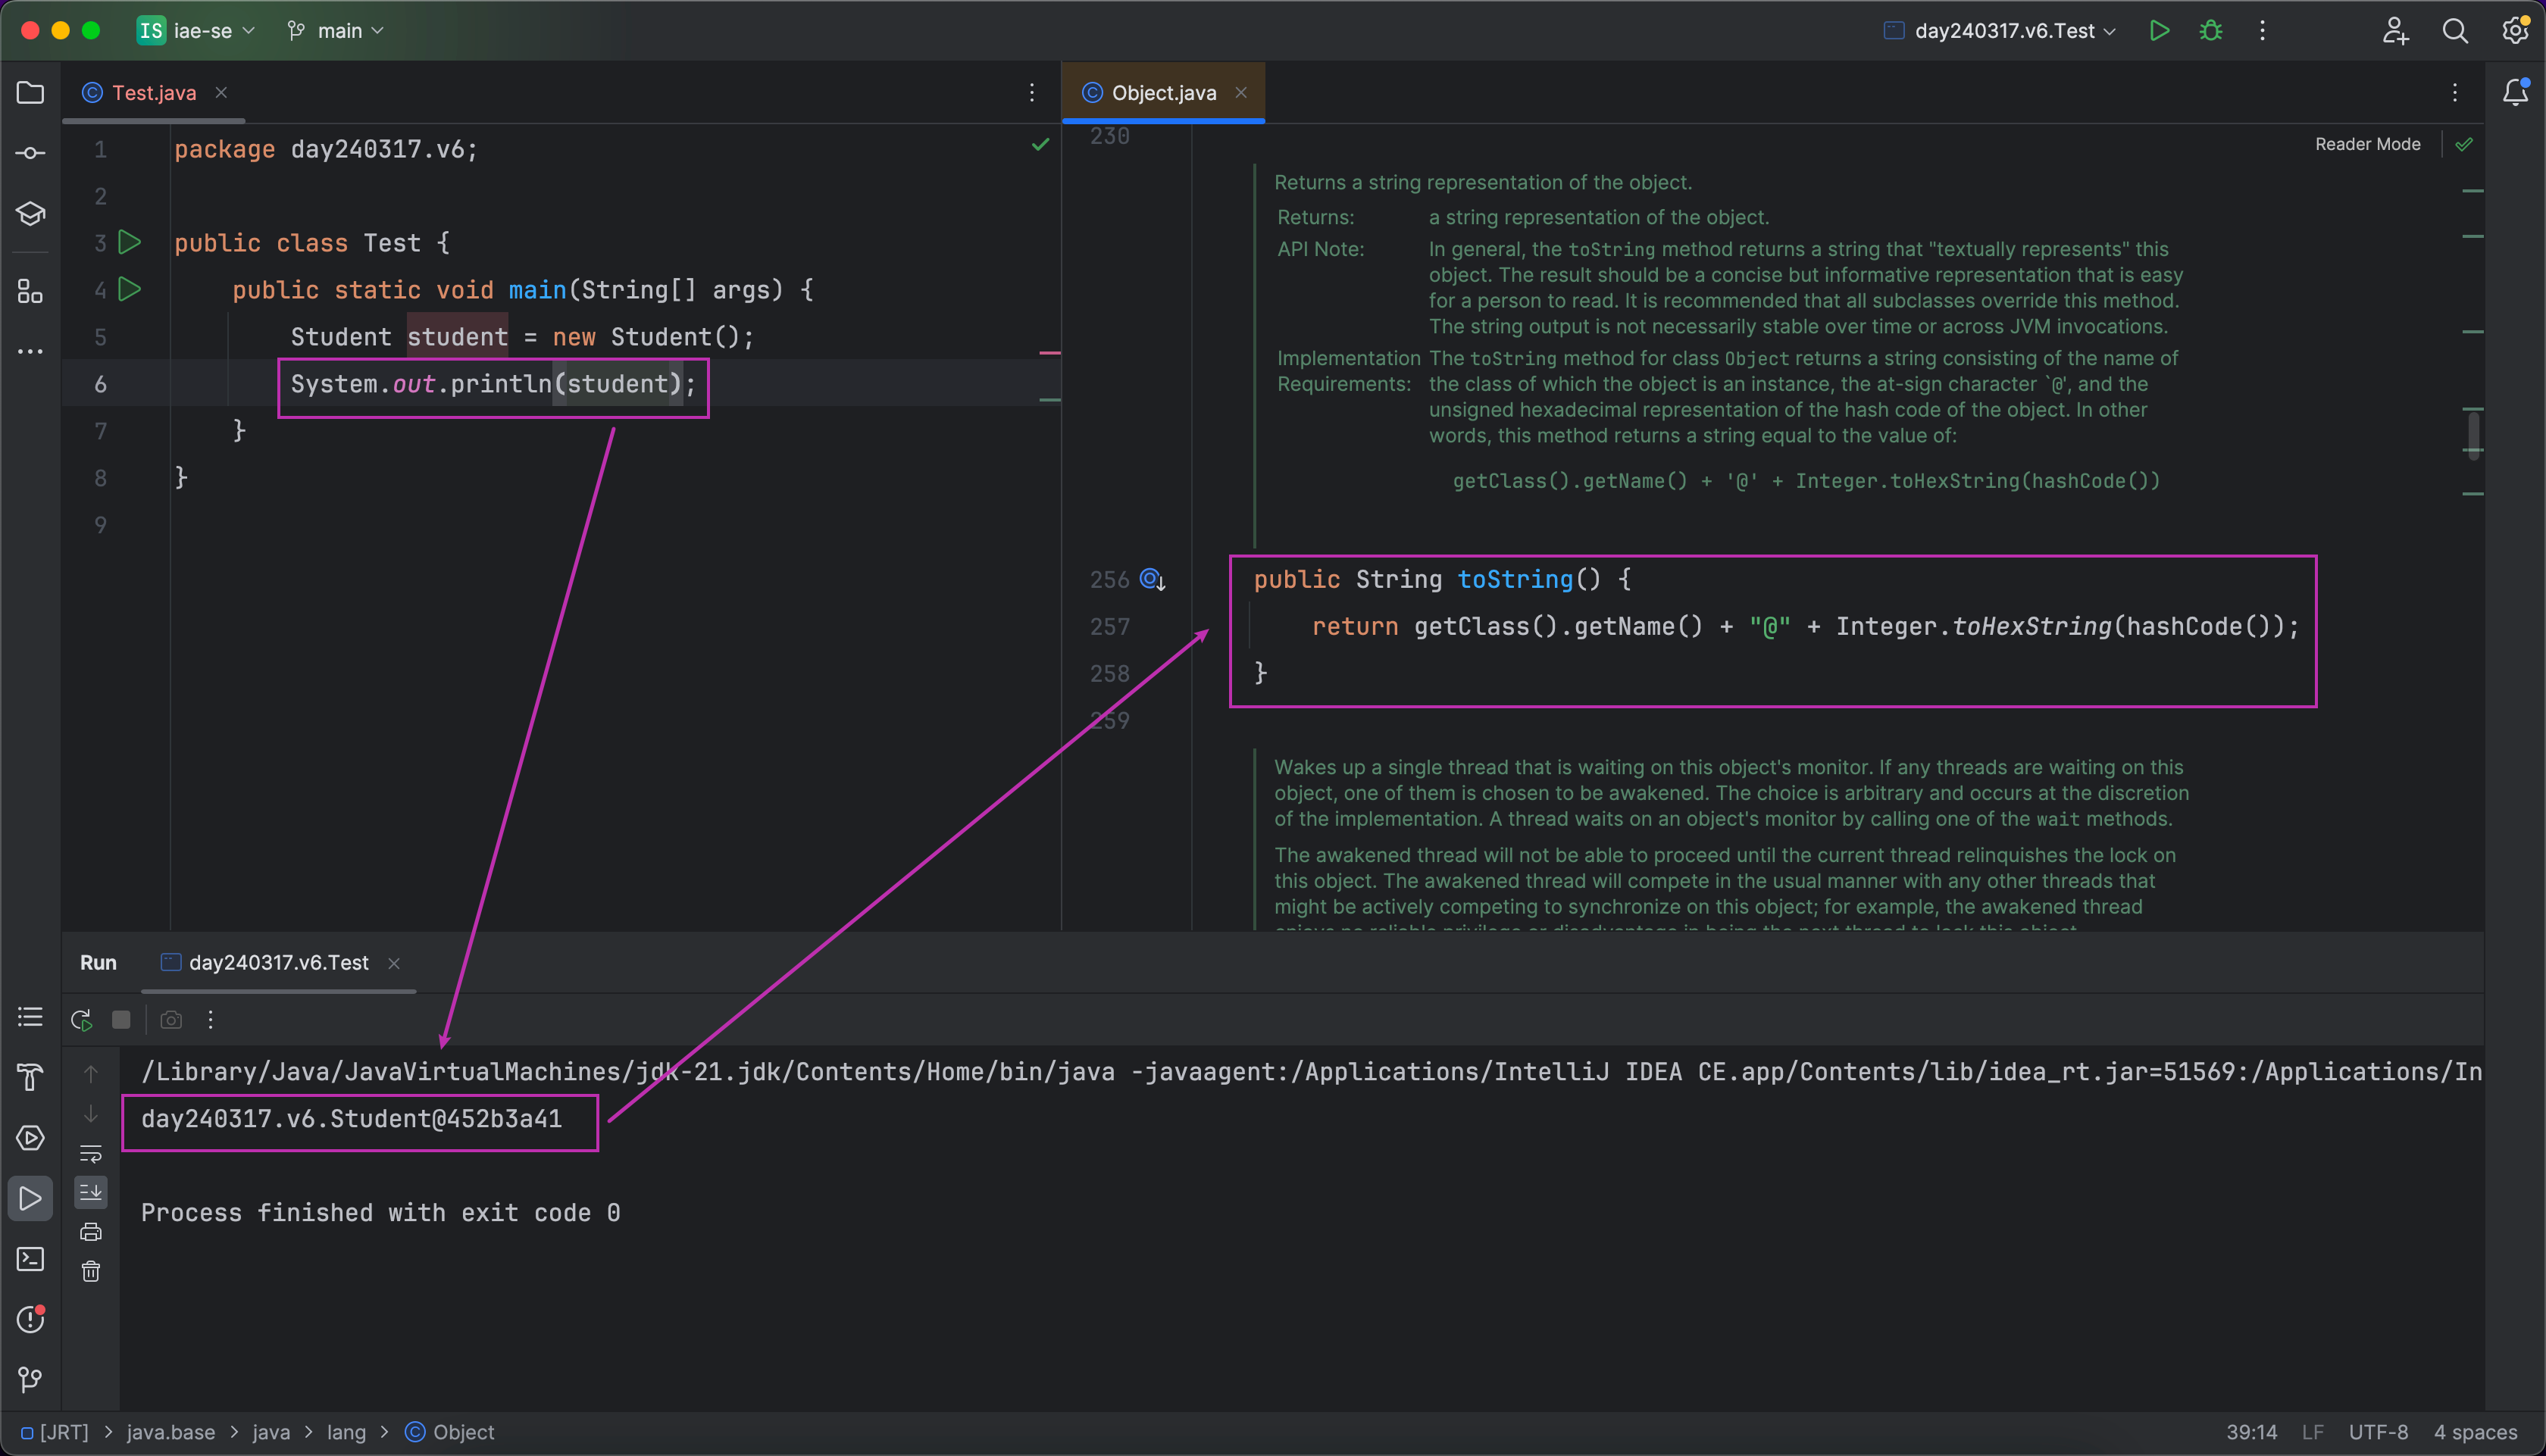 IS iae-se main day240317.v6.Test
Test.java
Object.java
1 package day240317.v6;
2
3 public class Test {
4 public static void main(String[] args) {
5 Student student = new Student();
6 System.out.println(student);
7 }
8 }
9
230
Reader Mode
Returns a string representation of the object.
Returns: a string representation of the object.
API Note: In general, the toString method returns a string that "textually represents" this
object. The result should be a concise but informative representation that is easy
for a person to read. It is recommended that all subclasses override this method.
The string output is not necessarily stable over time or across JVM invocations.
Implementation The toString method for class Object returns a string consisting of the name of
Requirements: the class of which the object is an instance, the at-sign character `@', and the
unsigned hexadecimal representation of the hash code of the object. In other
words, this method returns a string equal to the value of:
getClass().getName() + '@' + Integer.toHexString(hashCode())
256 public String toString() {
257 return getClass().getName() + "@" + Integer.toHexString(hashCode());
258 }
259
Wakes up a single thread that is waiting on this object's monitor. If any threads are waiting on this
object, one of them is chosen to be awakened. The choice is arbitrary and occurs at the discretion
of the implementation. A thread waits on an object's monitor by calling one of the wait methods.
The awakened thread will not be able to proceed until the current thread relinquishes the lock on
this object. The awakened thread will compete in the usual manner with any other threads that
might be actively competing to synchronize on this object; for example, the awakened thread
Run day240317.v6.Test
/Library/Java/JavaVirtualMachines/jdk-21.jdk/Contents/Home/bin/java -javaagent:/Applications/IntelliJ IDEA CE.app/Contents/lib/idea_rt.jar=51569:/Applications/In
day240317.v6.Student@452b3a41
Process finished with exit code 0
[JRT] > java.base > java > lang > Object
39:14 LF UTF-8 4 spaces